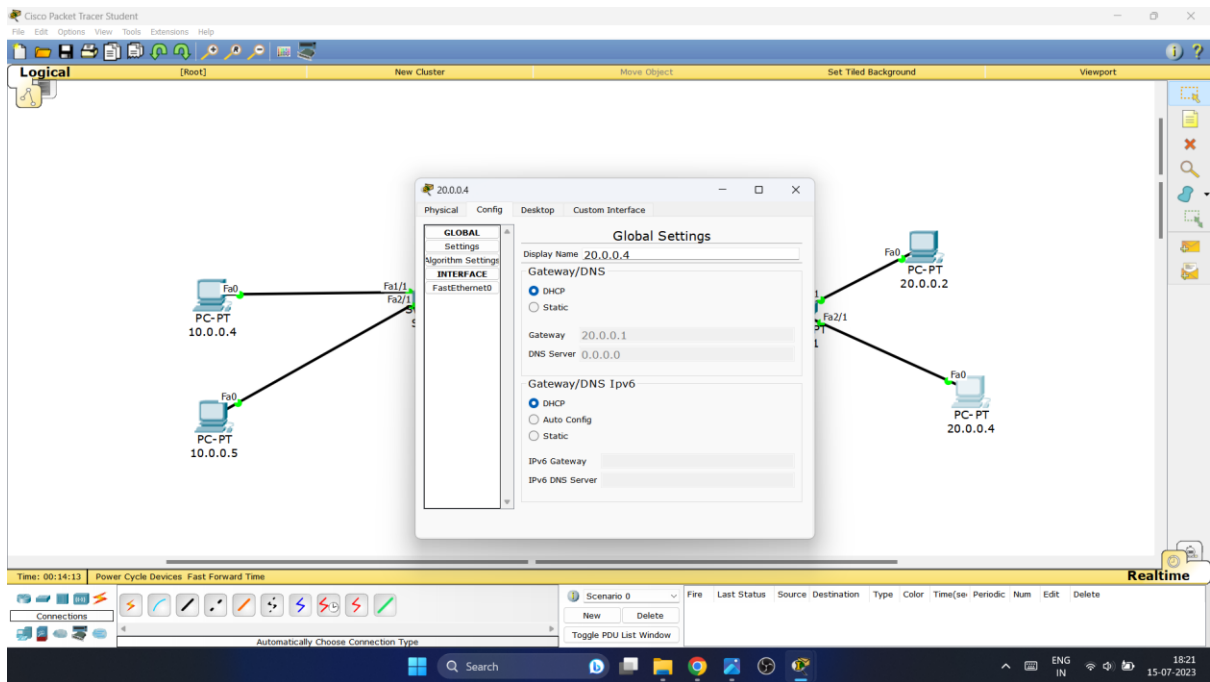 Cisco Packet Tracer Student
File Edit Options View Tools Extensions Help
Logical [Root] New Cluster Move Object Set Tiled Background Viewport
20.0.0.4
Physical Config Desktop Custom Interface
GLOBAL
Settings
Algorithm Settings
INTERFACE
FastEthernet0
Global Settings
Display Name 20.0.0.4
Gateway/DNS
DHCP
Static
Gateway 20.0.0.1
DNS Server 0.0.0.0
Gateway/DNS Ipv6
DHCP
Auto Config
Static
IPv6 Gateway
IPv6 DNS Server
Fa0
PC-PT
10.0.0.4
Fa1/1
Fa2/1
Fa0
PC-PT
10.0.0.5
Fa0
PC-PT
20.0.0.2
Fa2/1
Fa0
PC-PT
20.0.0.4
Time: 00:14:13 Power Cycle Devices Fast Forward Time Realtime
Connections
Automatically Choose Connection Type
Scenario 0
New Delete
Toggle PDU List Window
Fire Last Status Source Destination Type Color Time(se Periodic Num Edit Delete
Search
ENG
IN
18:21
15-07-2023